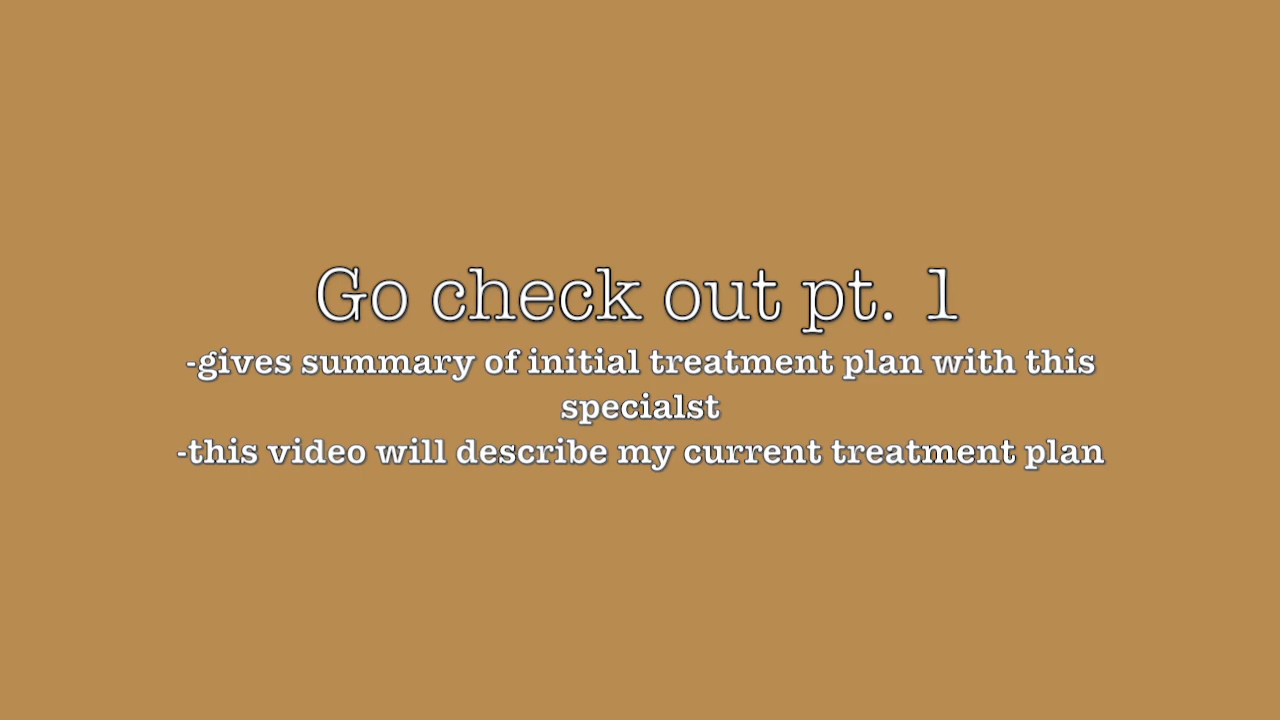 Go check out pt. 1
-gives summary of initial treatment plan with this
specialst
-this video will describe my current treatment plan